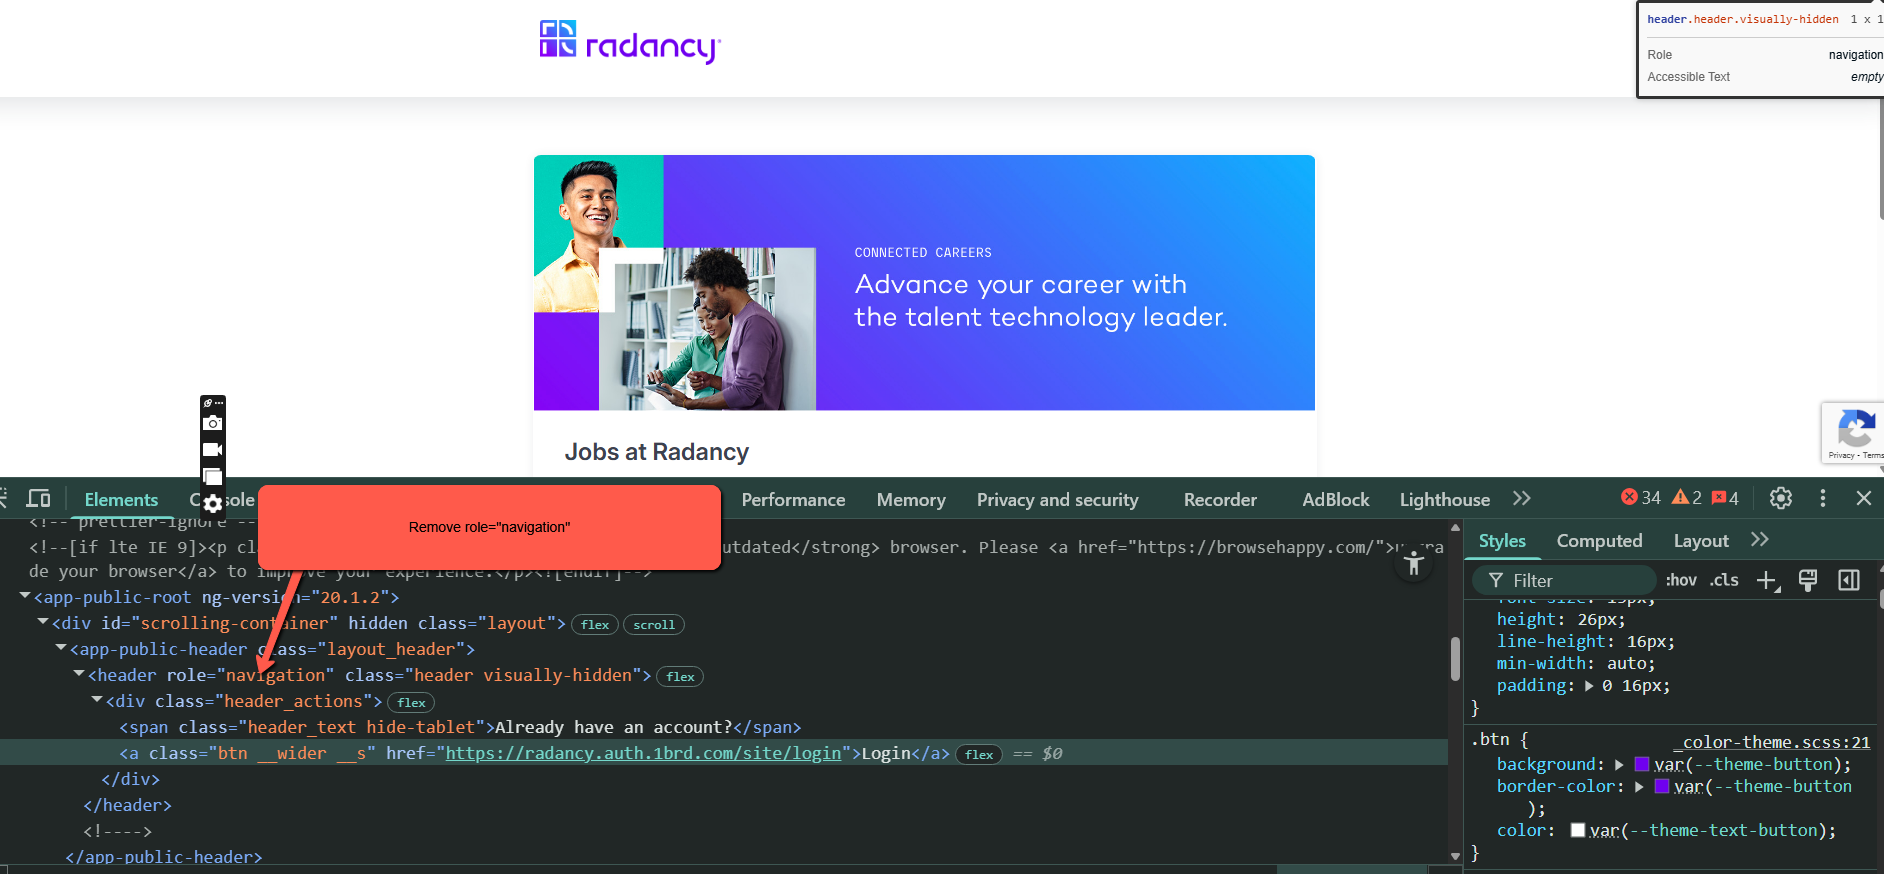 radancy
header.header.visually-hidden 1 x 1
Role navigation
Accessible Text empty
CONNECTED CAREERS
Advance your career with
the talent technology leader.
Jobs at Radancy
Privacy - Terms
Elements Console Performance Memory Privacy and security Recorder AdBlock Lighthouse 34 2 4
Remove role="navigation"
<!-- prettier-ignore --
<!--[if lte IE 9]><p cl utdated</strong> browser. Please <a href="https://browsehappy.com/">upgra
de your browser</a> to improve your experience.</p><![endif]-->
<app-public-root ng-version="20.1.2">
<div id="scrolling-container" hidden class="layout"> flex scroll
<app-public-header class="layout_header">
<header role="navigation" class="header visually-hidden"> flex
<div class="header_actions"> flex
<span class="header_text hide-tablet">Already have an account?</span>
<a class="btn __wider __s" href="https://radancy.auth.1brd.com/site/login">Login</a> flex == $0
</div>
</header>
<!---->
</app-public-header>
Styles Computed Layout
Filter :hov .cls
font-size: 15px;
height: 26px;
line-height: 16px;
min-width: auto;
padding: 0 16px;
}
.btn { _color-theme.scss:21
background: var(--theme-button);
border-color: var(--theme-button
);
color: var(--theme-text-button);
}